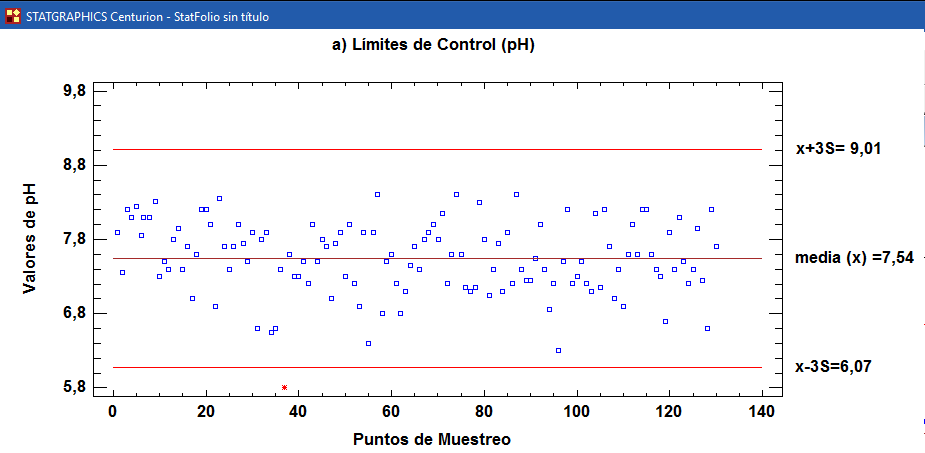 STATGRAPHICS Centurion - StatFolio sin título
a) Límites de Control (pH)
9,8
8,8
7,8
6,8
5,8
Valores de pH
x+3S= 9,01
media (x) =7,54
x-3S=6,07
0 20 40 60 80 100 120 140
Puntos de Muestreo